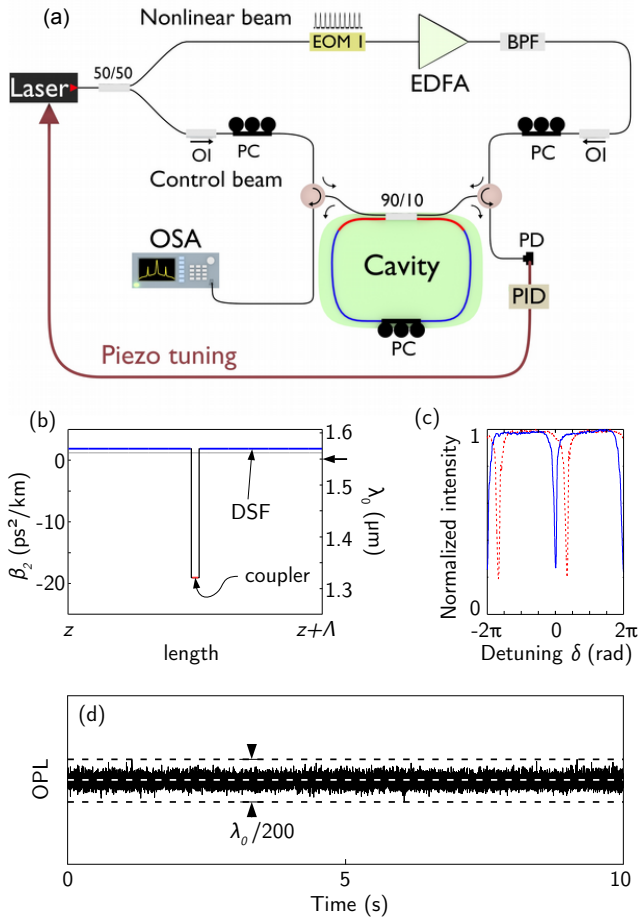 (a)
Nonlinear beam
EOM I
EDFA
BPF
Laser
50/50
OI
PC
PC
OI
Control beam
90/10
OSA
Cavity
PD
PID
PC
Piezo tuning
(b)
0
-10
-20
β₂ (ps²/km)
DSF
coupler
1.6
1.5
1.4
1.3
λ₀ (μm)
z
z+Λ
length
(c)
1
0
Normalized intensity
-2π
0
2π
Detuning δ (rad)
(d)
OPL
λ₀/200
0
5
10
Time (s)